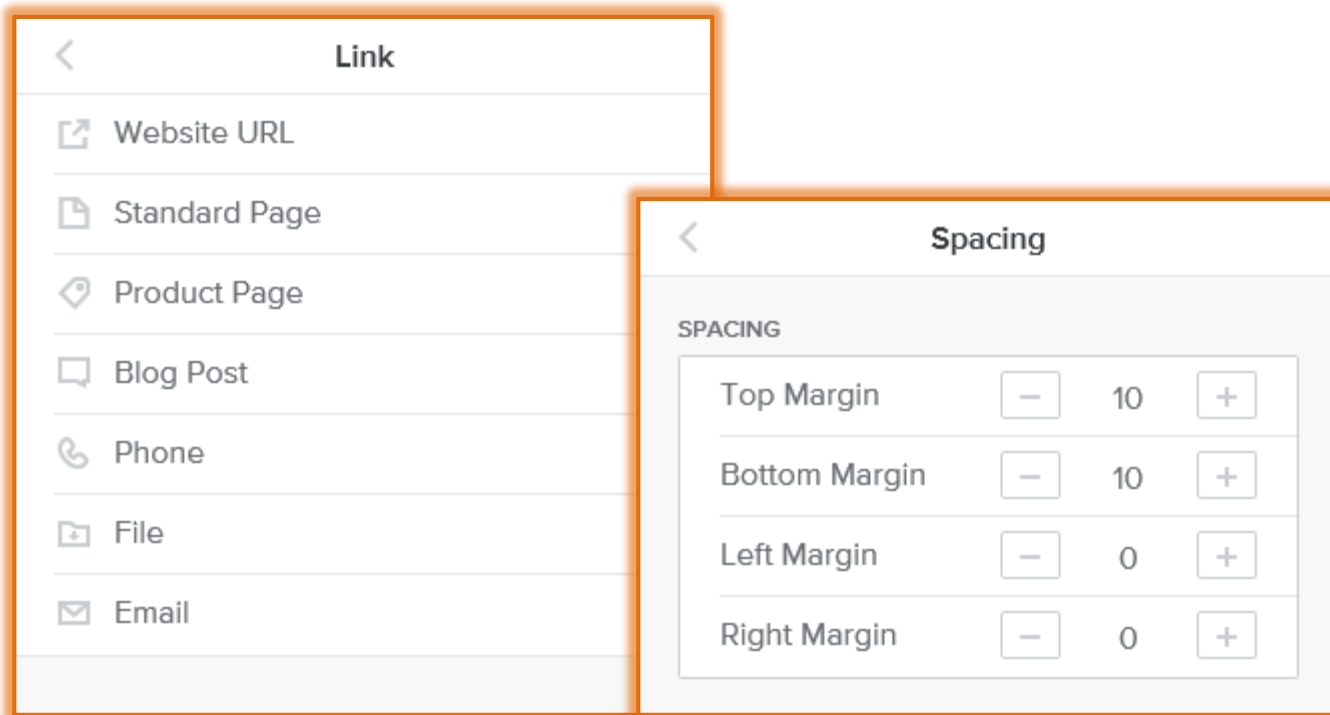 Link
Website URL
Standard Page
Product Page
Blog Post
Phone
File
Email
Spacing
SPACING
Top Margin 10
Bottom Margin 10
Left Margin 0
Right Margin 0